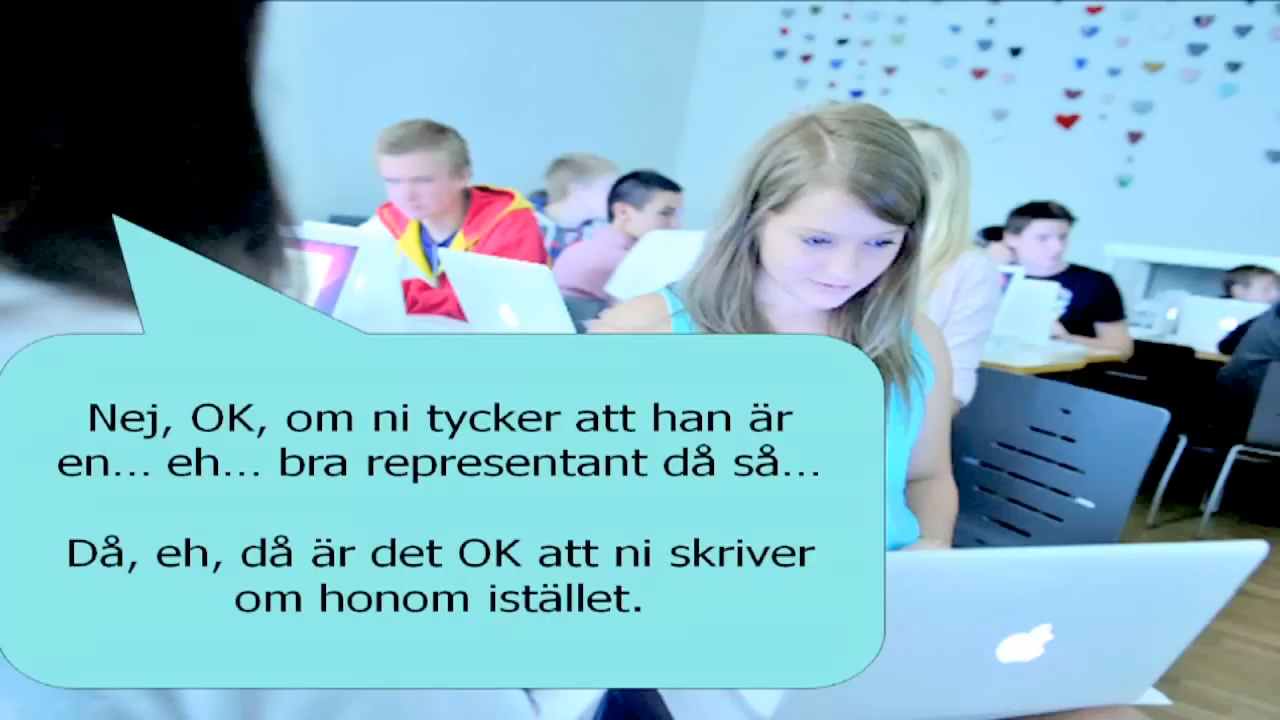 Nej, OK, om ni tycker att han är
en... eh... bra representant då så...
Då, eh, då är det OK att ni skriver
om honom istället.